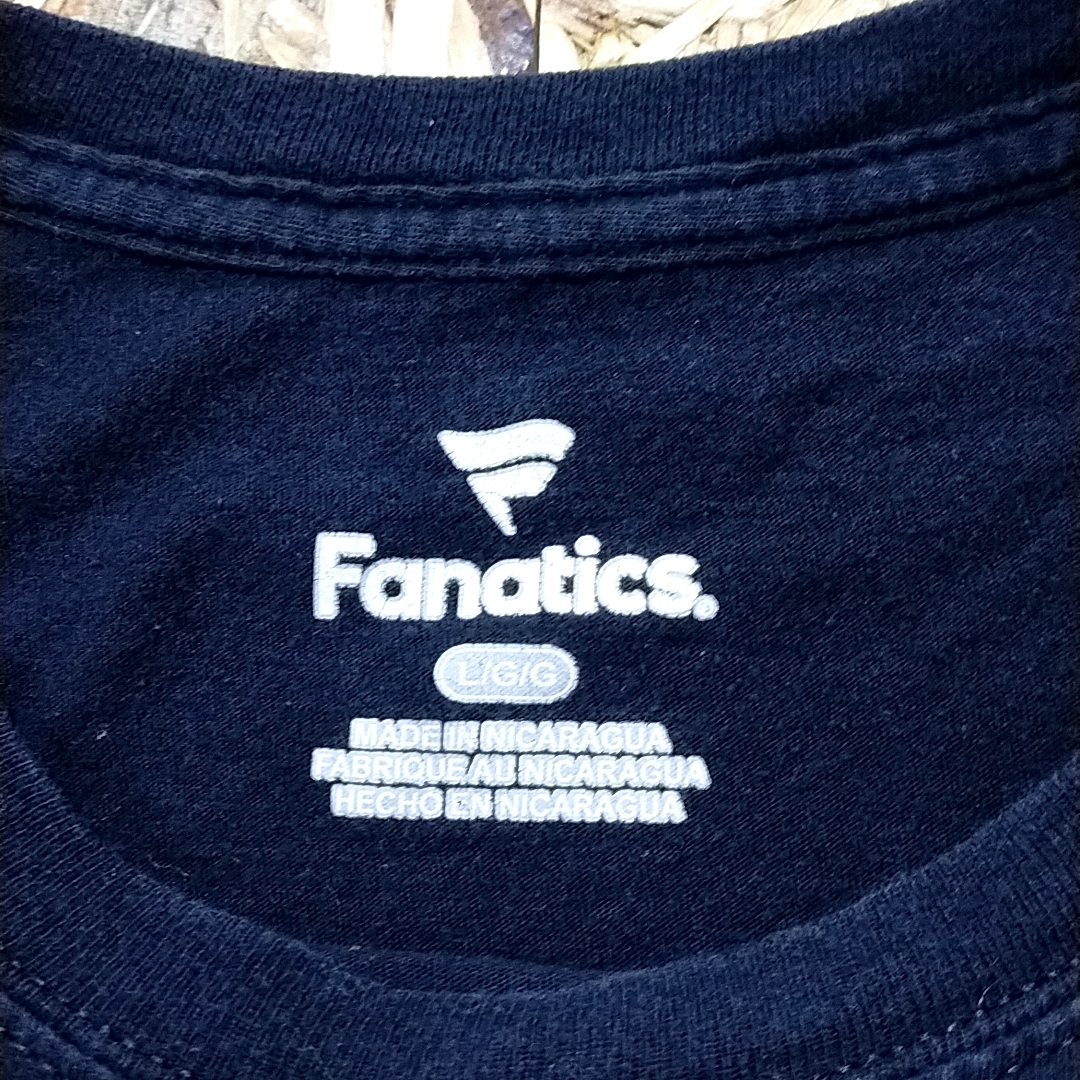 Fanatics.
L/G/G
MADE IN NICARAGUA
FABRIQUE AU NICARAGUA
HECHO EN NICARAGUA